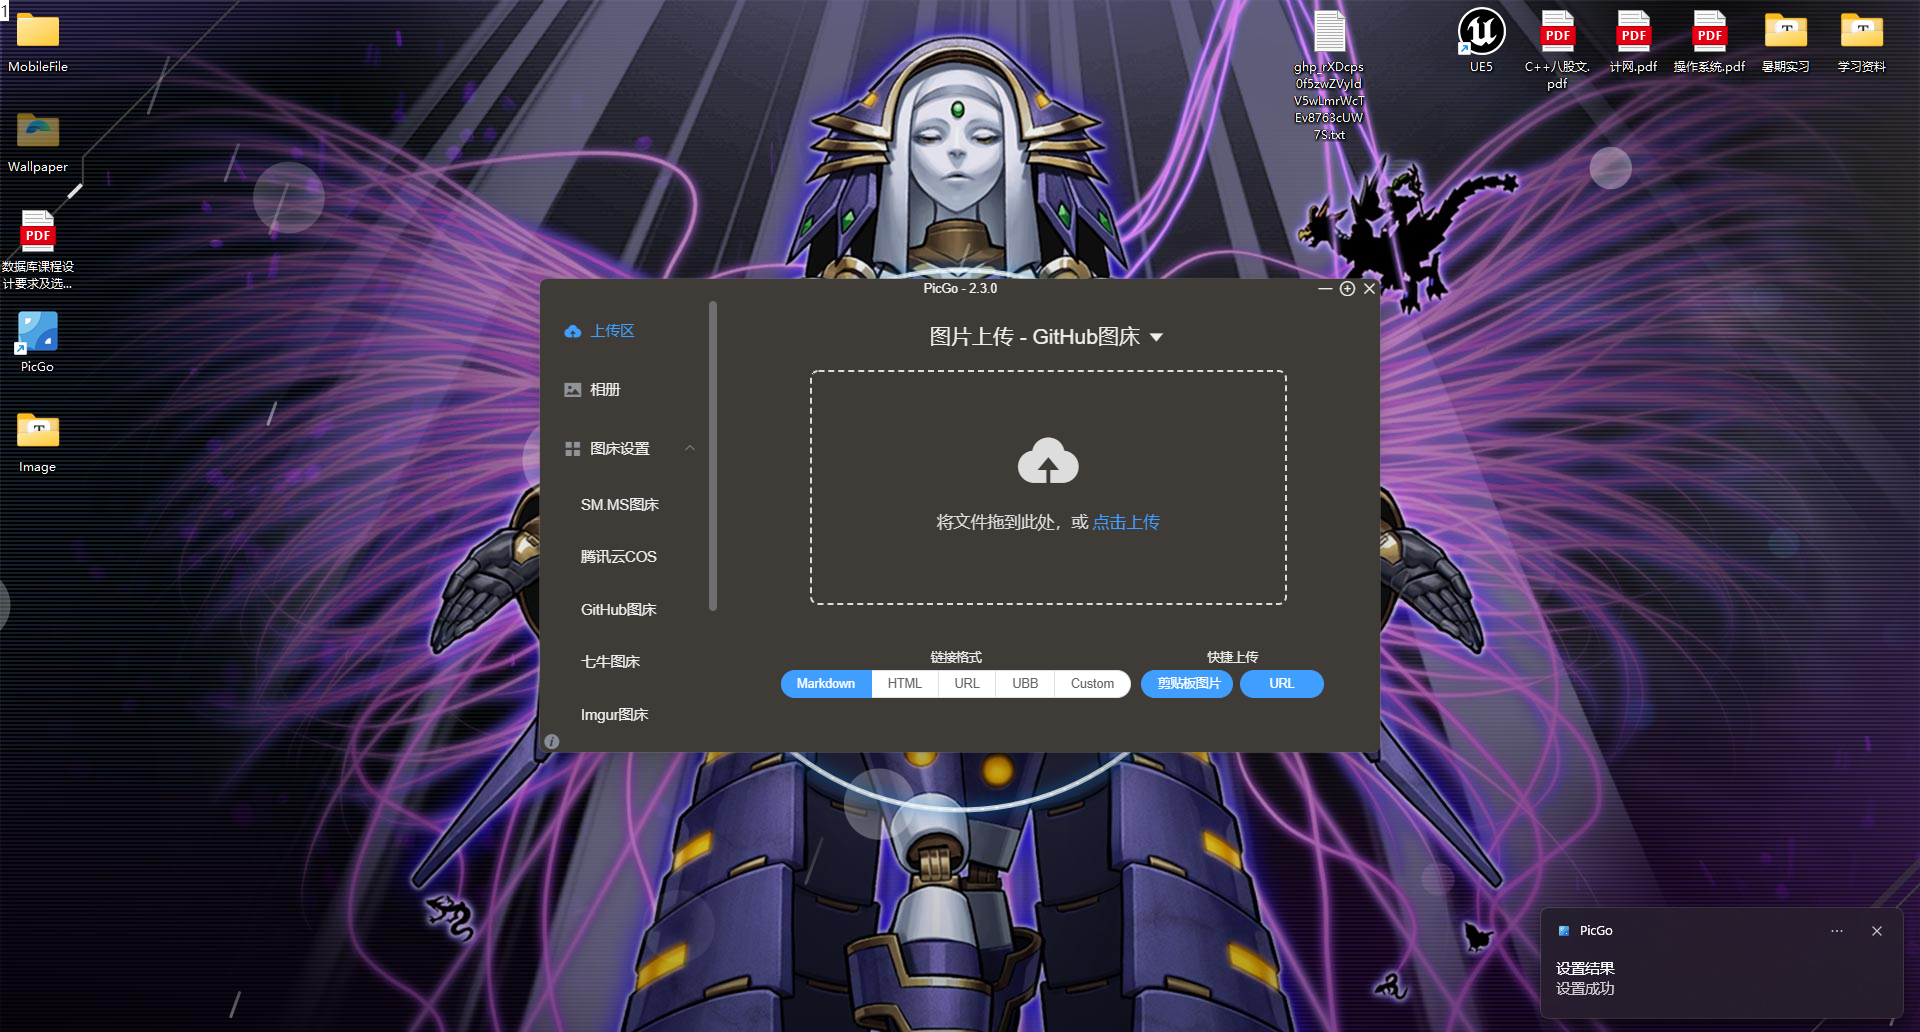 1
MobileFile
Wallpaper
PDF
数据库课程设
计要求及选...
PicGo
Image
UE5
PDF
C++八股文.
pdf
PDF
计网.pdf
PDF
操作系统.pdf
暑期实习
学习资料
PicGo - 2.3.0
上传区
相册
图床设置
SM.MS图床
腾讯云COS
GitHub图床
七牛图床
Imgur图床
图片上传 - GitHub图床
将文件拖到此处，或 点击上传
链接格式
Markdown HTML URL UBB Custom
快捷上传
剪贴板图片 URL
PicGo
设置结果
设置成功